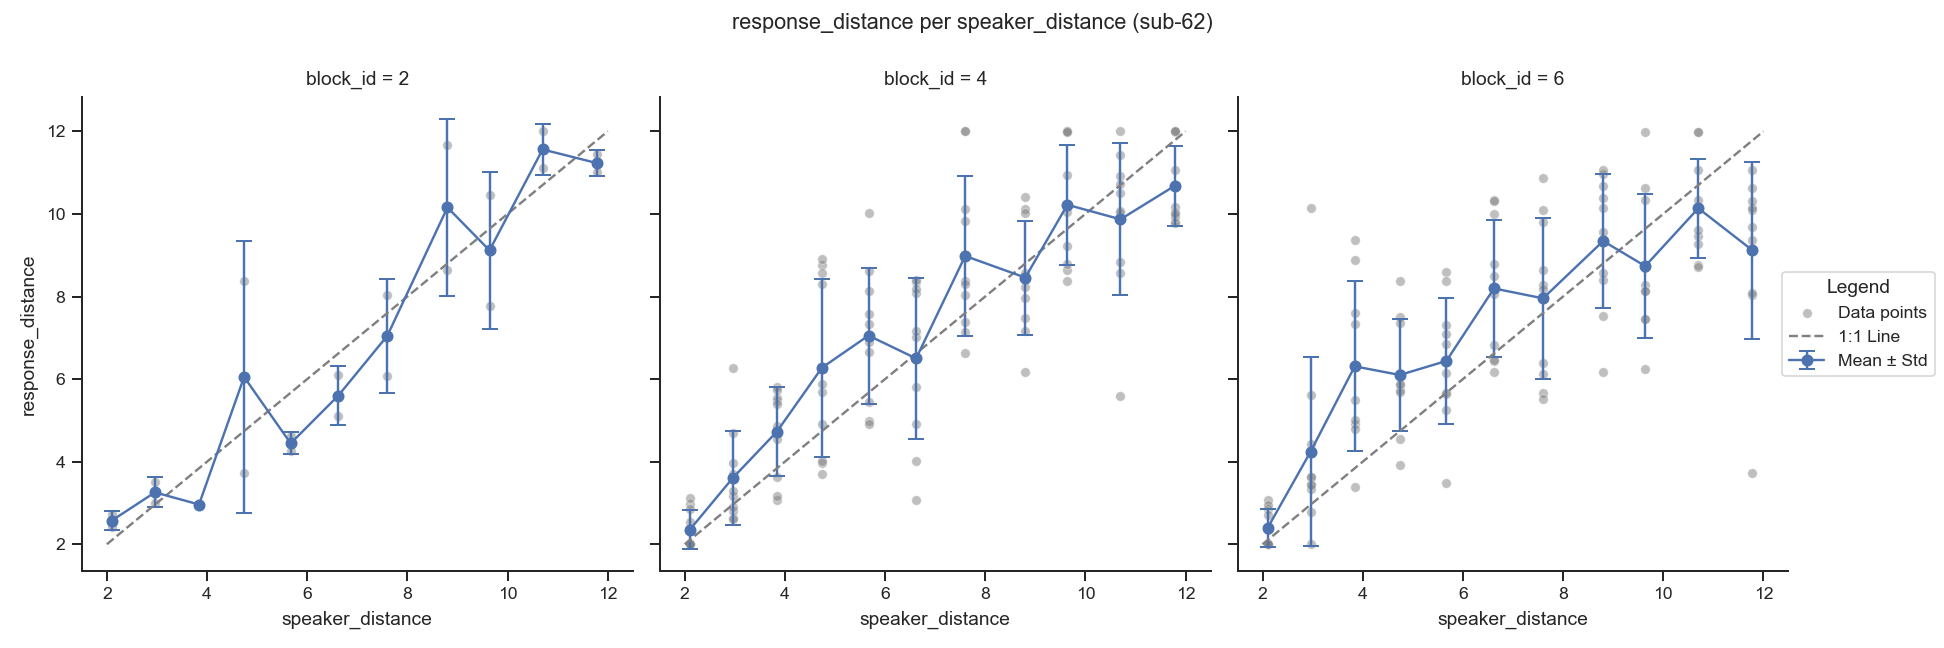 response_distance per speaker_distance (sub-62)
block_id = 2
block_id = 4
block_id = 6
response_distance
12
10
8
6
4
2
2 4 6 8 10 12
2 4 6 8 10 12
2 4 6 8 10 12
speaker_distance
speaker_distance
speaker_distance
Legend
Data points
1:1 Line
Mean ± Std